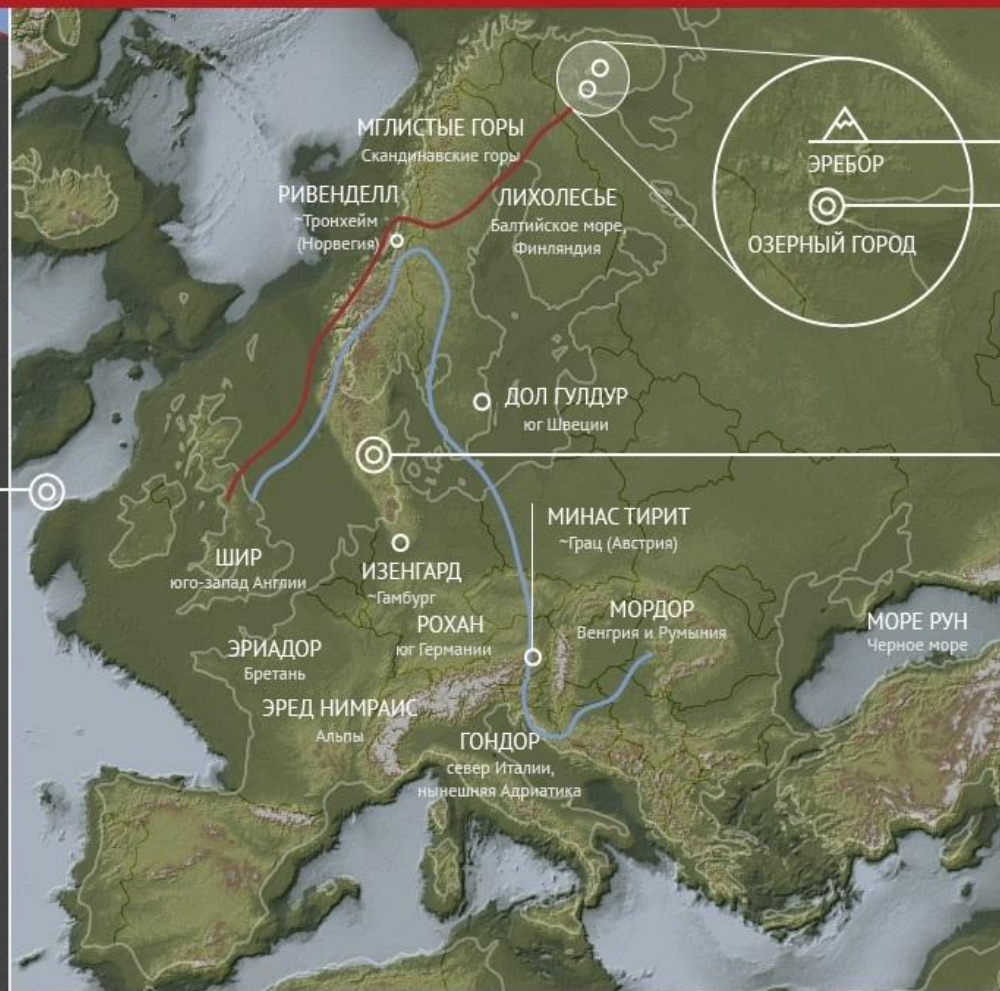 МГЛИСТЫЕ ГОРЫ
Скандинавские горы
РИВЕНДЕЛЛ
~Тронхейм
(Норвегия)
ЛИХОЛЕСЬЕ
Балтийское море,
Финляндия
ЭРЕБОР
ОЗЕРНЫЙ ГОРОД
ДОЛ ГУЛДУР
юг Швеции
МИНАС ТИРИТ
~Грац (Австрия)
ШИР
юго-запад Англии
ИЗЕНГАРД
~Гамбург
РОХАН
юг Германии
МОРДОР
Венгрия и Румыния
МОРЕ РУН
Черное море
ЭРИАДОР
Бретань
ЭРЕД НИМРАИС
Альпы
ГОНДОР
север Италии,
нынешняя Адриатика